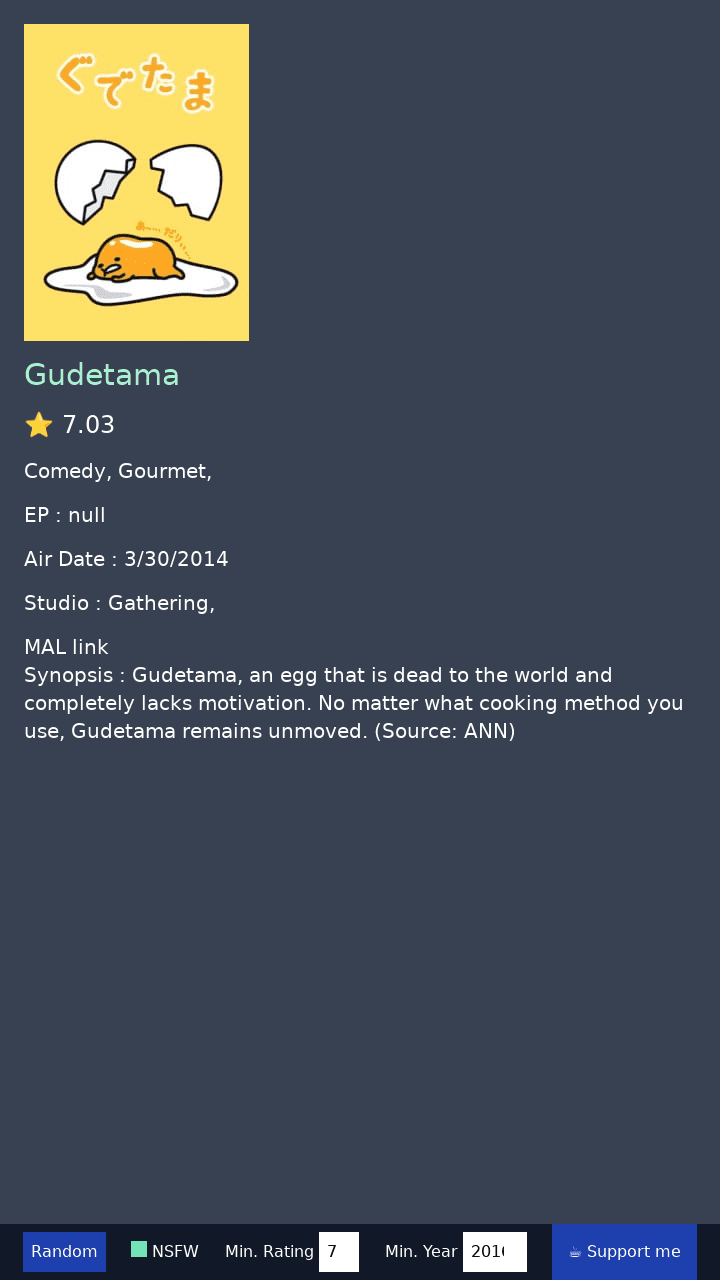 ぐでたま
あ〜… だりぃ…
Gudetama
⭐ 7.03
Comedy, Gourmet,
EP : null
Air Date : 3/30/2014
Studio : Gathering,
MAL link
Synopsis : Gudetama, an egg that is dead to the world and
completely lacks motivation. No matter what cooking method you
use, Gudetama remains unmoved. (Source: ANN)
Random NSFW Min. Rating 7 Min. Year ☕ Support me